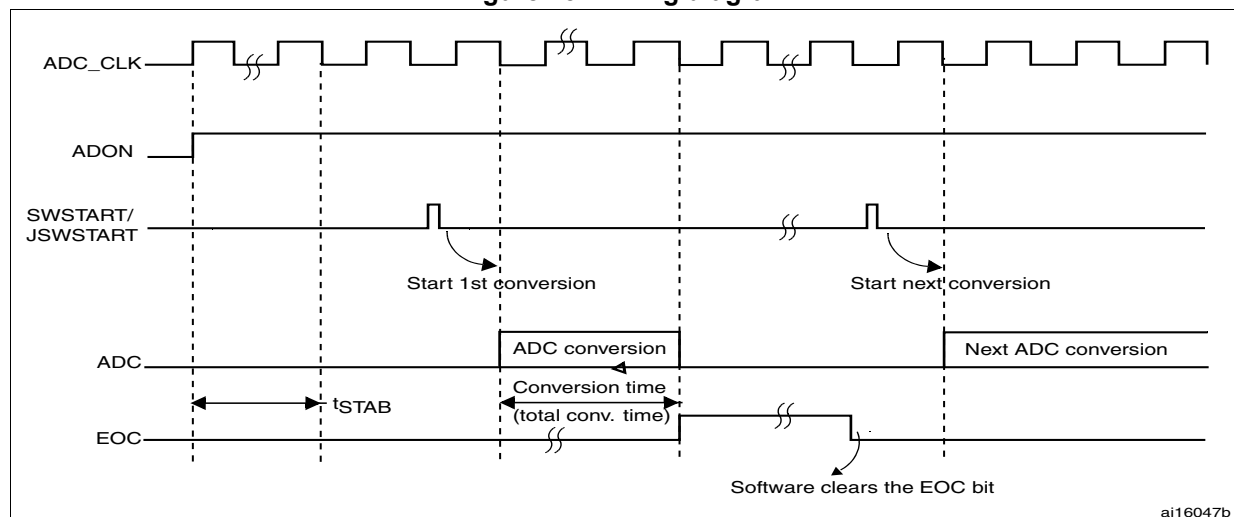 ADC_CLK
ADON
SWSTART/
JSWSTART
Start 1st conversion
Start next conversion
ADC
ADC conversion
Next ADC conversion
Conversion time
(total conv. time)
tSTAB
EOC
Software clears the EOC bit
ai16047b